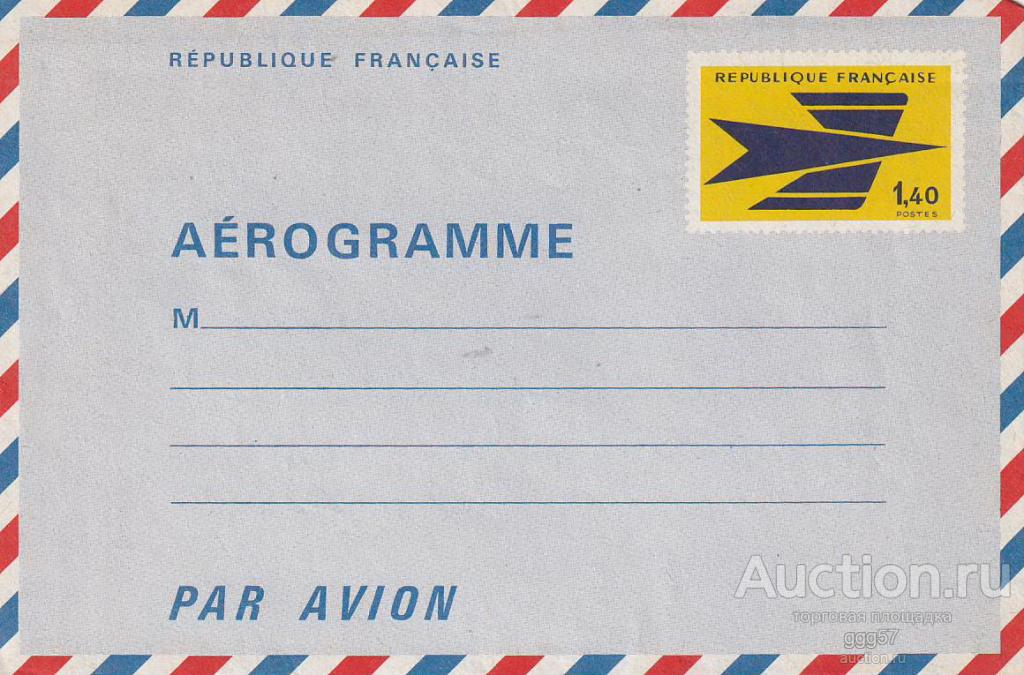 RÉPUBLIQUE FRANÇAISE
REPUBLIQUE FRANÇAISE
1,40
POSTES
AÉROGRAMME
M
PAR AVION
Auction.ru
торговая площадка
ggg57
auction.ru